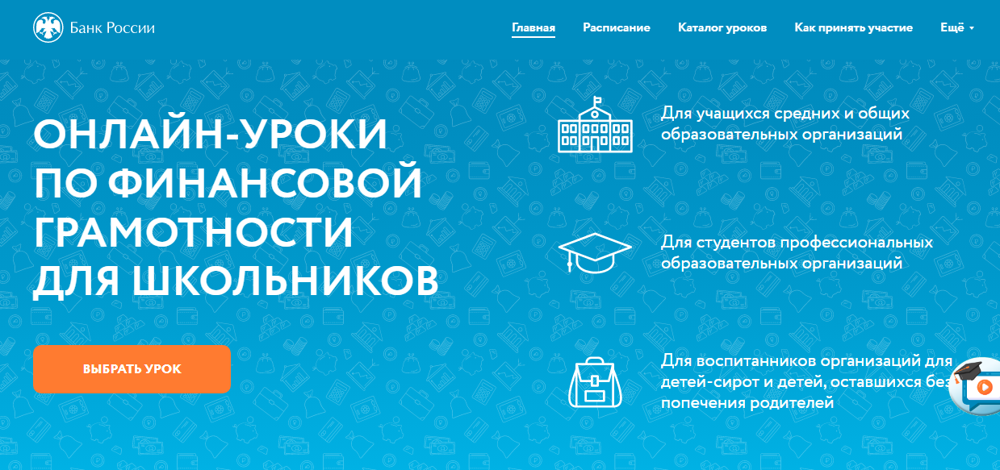 Банк России
Главная
Расписание
Каталог уроков
Как принять участие
Ещё
ОНЛАЙН-УРОКИ
ПО ФИНАНСОВОЙ
ГРАМОТНОСТИ
ДЛЯ ШКОЛЬНИКОВ
ВЫБРАТЬ УРОК
Для учащихся средних и общих
образовательных организаций
Для студентов профессиональных
образовательных организаций
Для воспитанников организаций для
детей-сирот и детей, оставшихся без
попечения родителей